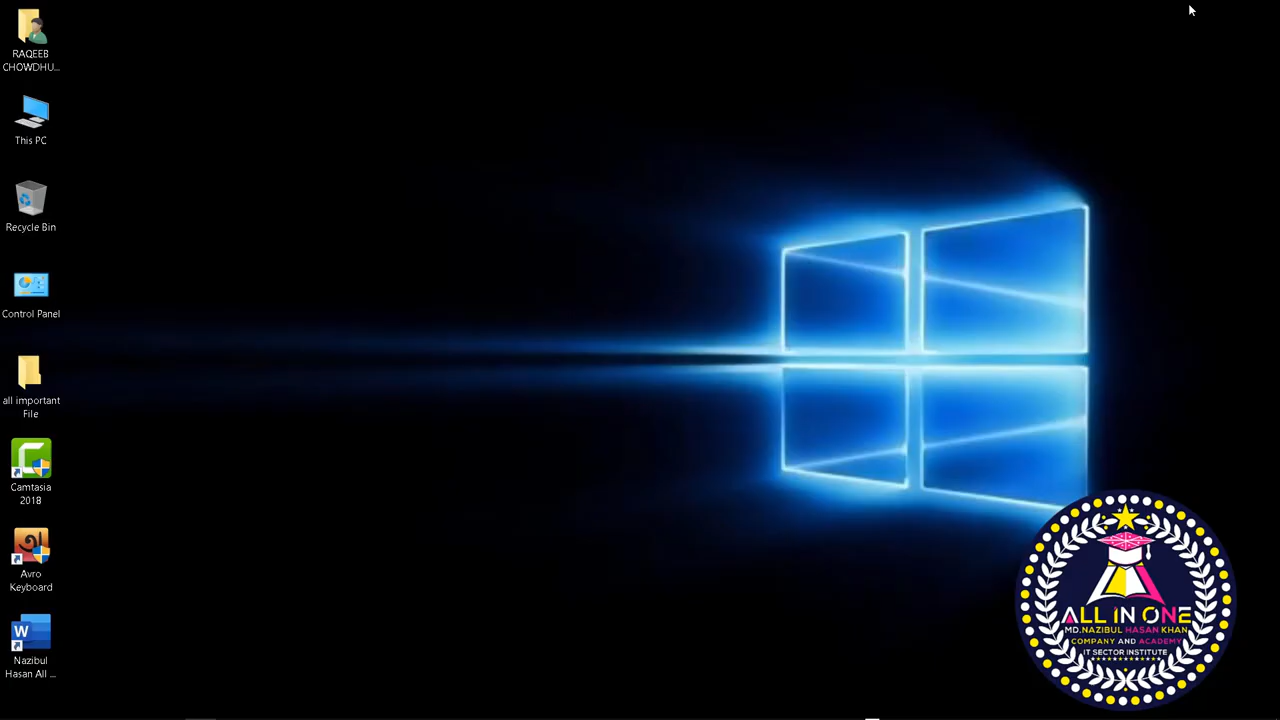 RAQEEB
CHOWDHU...
This PC
Recycle Bin
Control Panel
all important
File
Camtasia
2018
Avro
Keyboard
W
Nazibul
Hasan All ...
ALL IN ONE
MD.NAZIBUL HASAN KHAN
COMPANY AND ACADEMY
IT SECTOR INSTITUTE